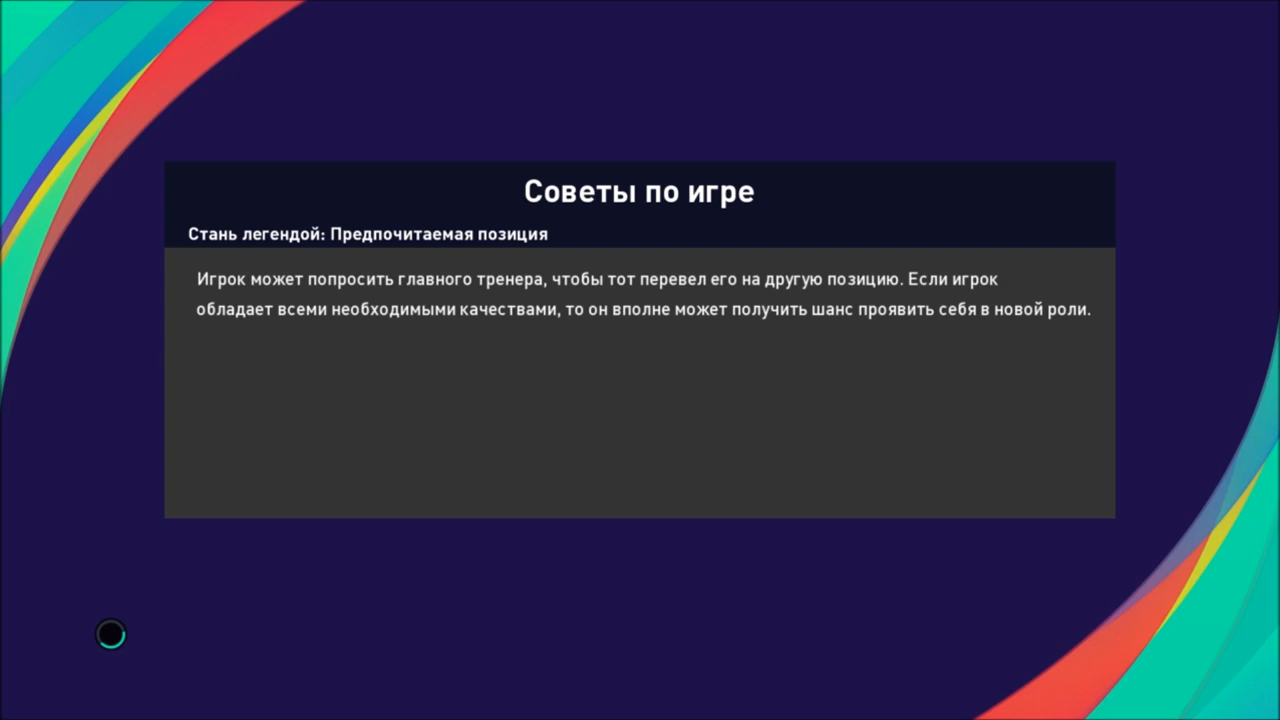 Советы по игре
Стань легендой: Предпочитаемая позиция
Игрок может попросить главного тренера, чтобы тот перевел его на другую позицию. Если игрок
обладает всеми необходимыми качествами, то он вполне может получить шанс проявить себя в новой роли.